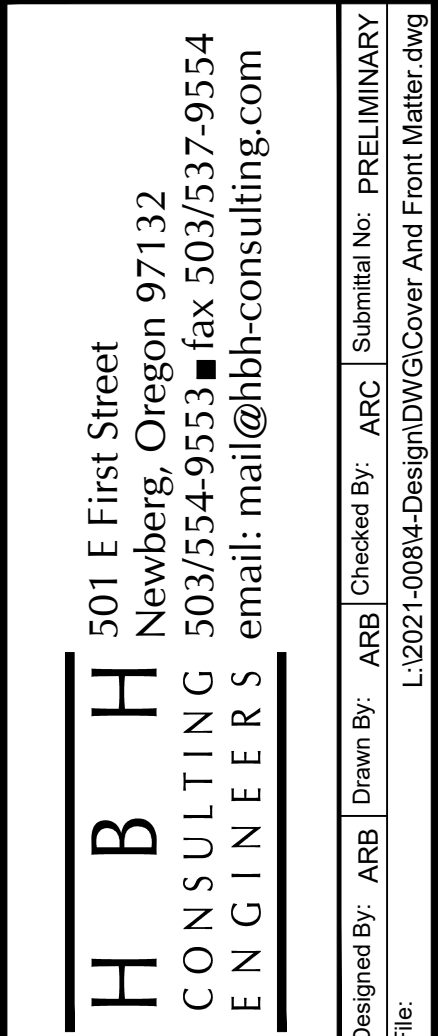 H B H
CONSULTING
ENGINEERS
501 E First Street
Newberg, Oregon 97132
503/554-9553 ■ fax 503/537-9554
email: mail@hbh-consulting.com
Designed By: ARB Drawn By: ARB Checked By: ARC Submittal No: PRELIMINARY
File: L:\2021-008\4-Design\DWG\Cover And Front Matter.dwg